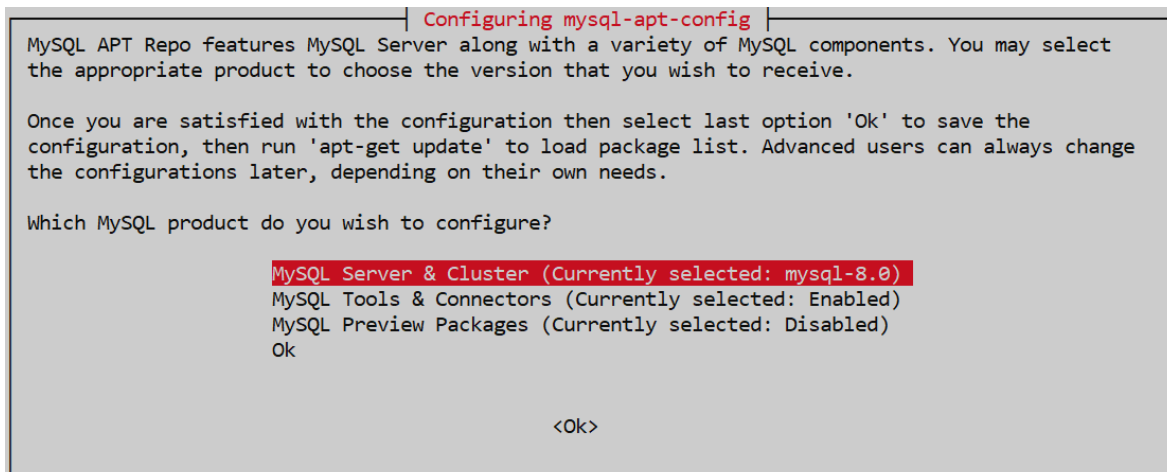 Configuring mysql-apt-config
MySQL APT Repo features MySQL Server along with a variety of MySQL components. You may select
the appropriate product to choose the version that you wish to receive.
Once you are satisfied with the configuration then select last option 'Ok' to save the
configuration, then run 'apt-get update' to load package list. Advanced users can always change
the configurations later, depending on their own needs.
Which MySQL product do you wish to configure?
MySQL Server & Cluster (Currently selected: mysql-8.0)
MySQL Tools & Connectors (Currently selected: Enabled)
MySQL Preview Packages (Currently selected: Disabled)
Ok
<Ok>